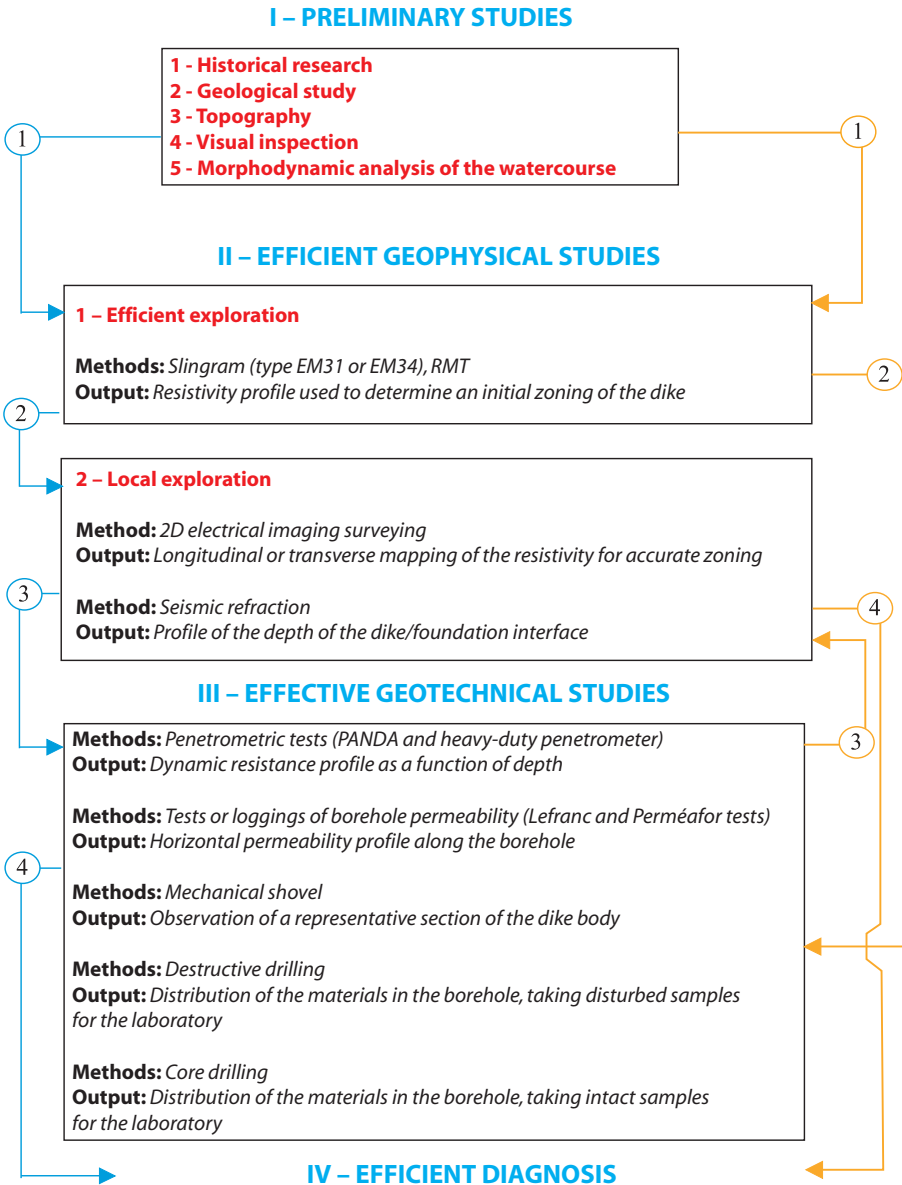 I – PRELIMINARY STUDIES
1 - Historical research
2 - Geological study
3 - Topography
4 - Visual inspection
5 - Morphodynamic analysis of the watercourse
1
1
II – EFFICIENT GEOPHYSICAL STUDIES
1 – Efficient exploration
Methods: Slingram (type EM31 or EM34), RMT
Output: Resistivity profile used to determine an initial zoning of the dike
2
2
2 – Local exploration
Method: 2D electrical imaging surveying
Output: Longitudinal or transverse mapping of the resistivity for accurate zoning
3
Method: Seismic refraction
Output: Profile of the depth of the dike/foundation interface
4
III – EFFECTIVE GEOTECHNICAL STUDIES
Methods: Penetrometric tests (PANDA and heavy-duty penetrometer)
Output: Dynamic resistance profile as a function of depth
3
Methods: Tests or loggings of borehole permeability (Lefranc and Perméafor tests)
Output: Horizontal permeability profile along the borehole
4
Methods: Mechanical shovel
Output: Observation of a representative section of the dike body
Methods: Destructive drilling
Output: Distribution of the materials in the borehole, taking disturbed samples
for the laboratory
Methods: Core drilling
Output: Distribution of the materials in the borehole, taking intact samples
for the laboratory
IV – EFFICIENT DIAGNOSIS